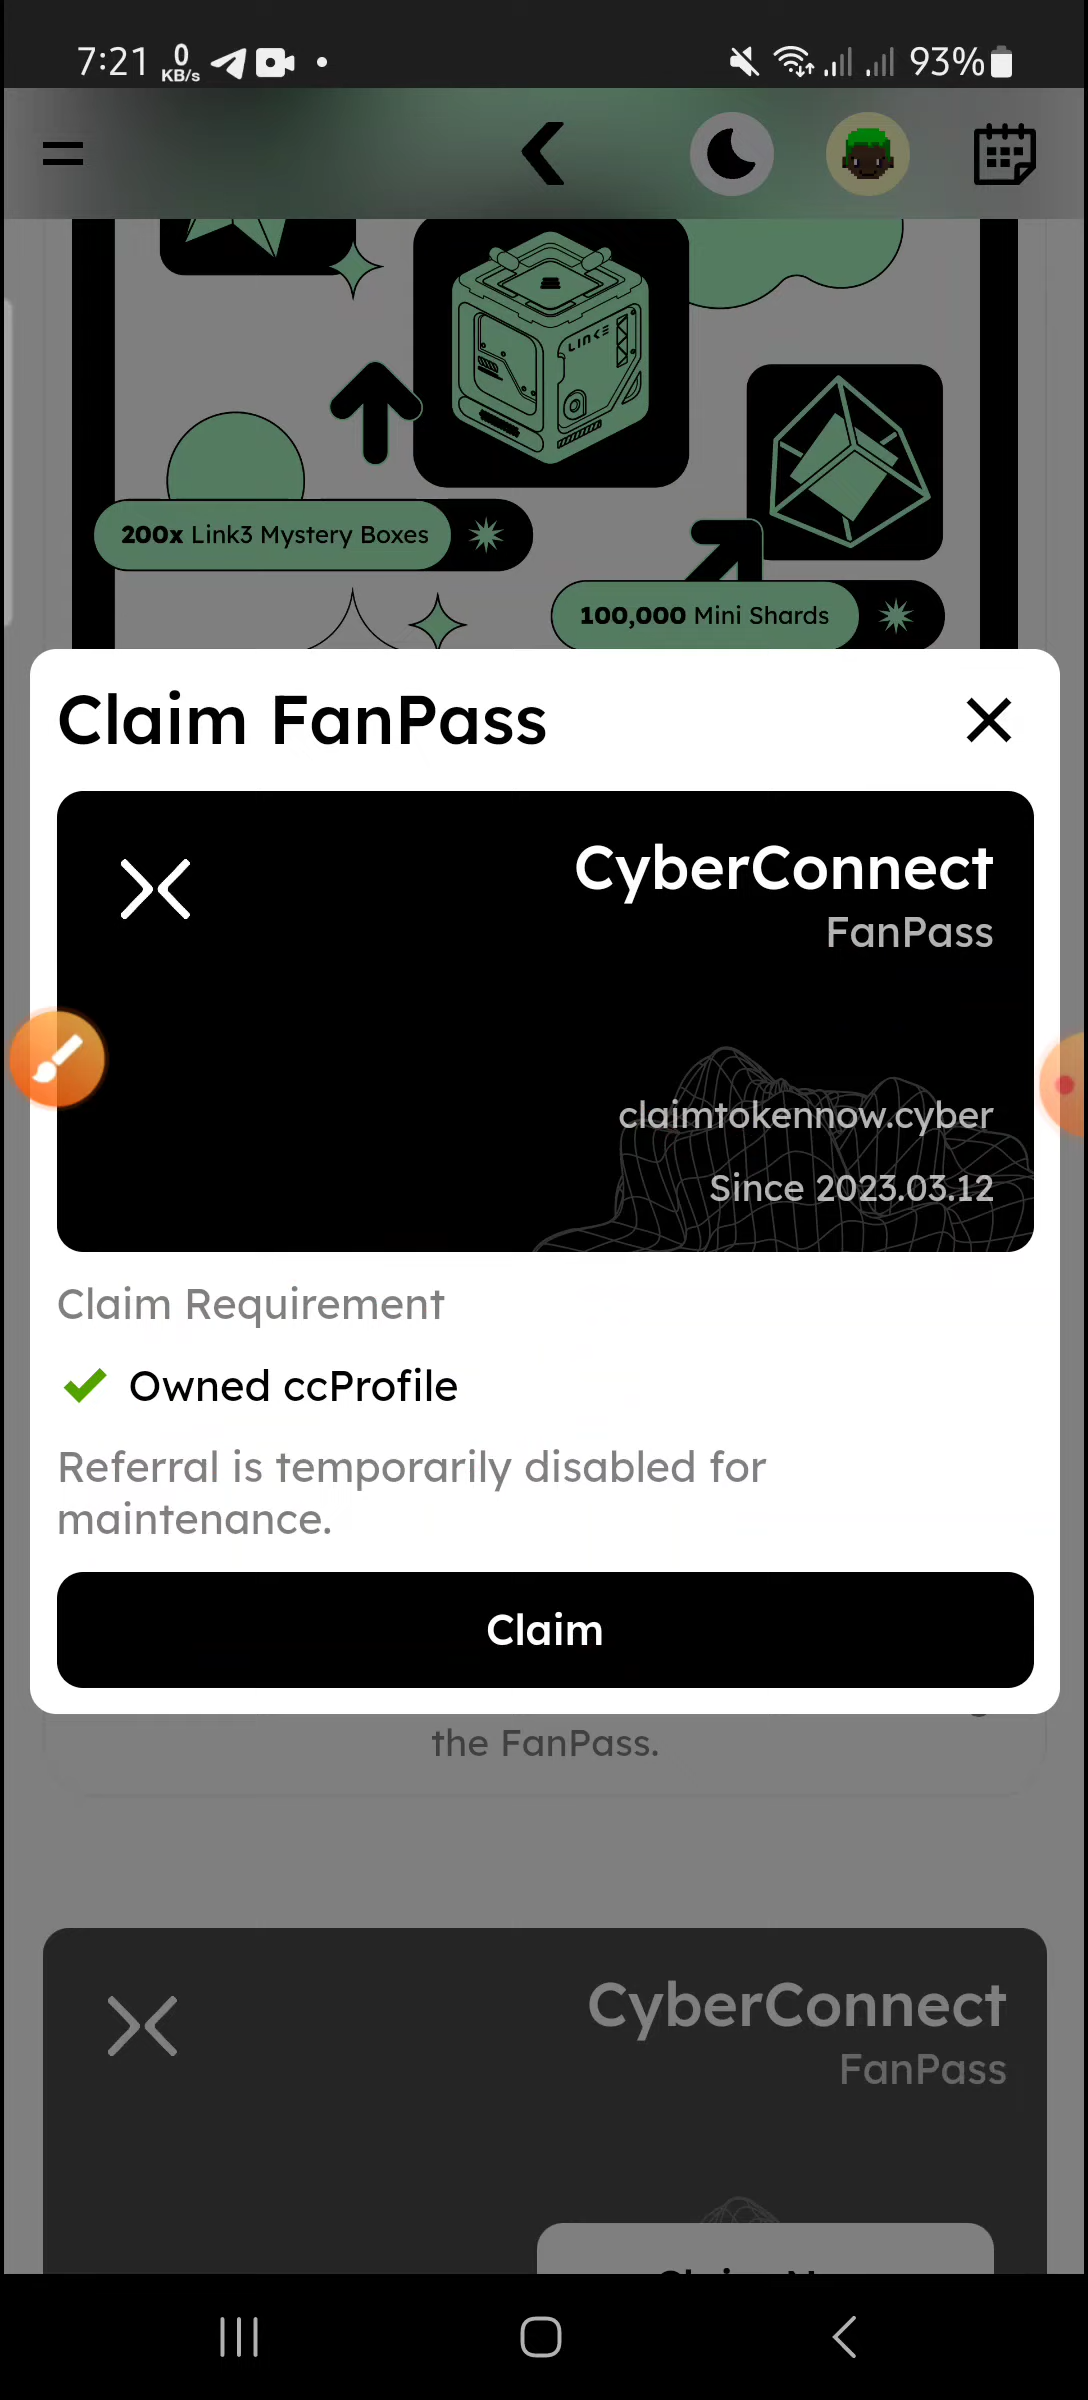 7:21 0 KB/s 93%
LINK3
200x Link3 Mystery Boxes
100,000 Mini Shards
Claim FanPass
CyberConnect
FanPass
claimtokennow.cyber
Since 2023.03.12
Claim Requirement
Owned ccProfile
Referral is temporarily disabled for
maintenance.
Claim
the FanPass.
CyberConnect
FanPass